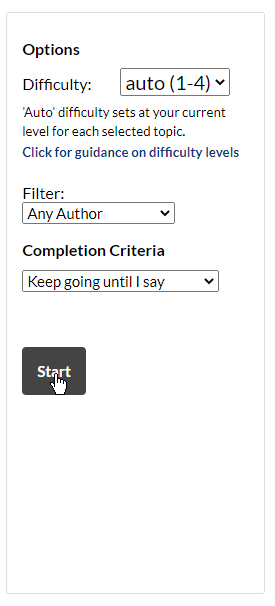 Options
Difficulty: auto (1-4)
'Auto' difficulty sets at your current
level for each selected topic.
Click for guidance on difficulty levels
Filter:
Any Author
Completion Criteria
Keep going until I say
Start